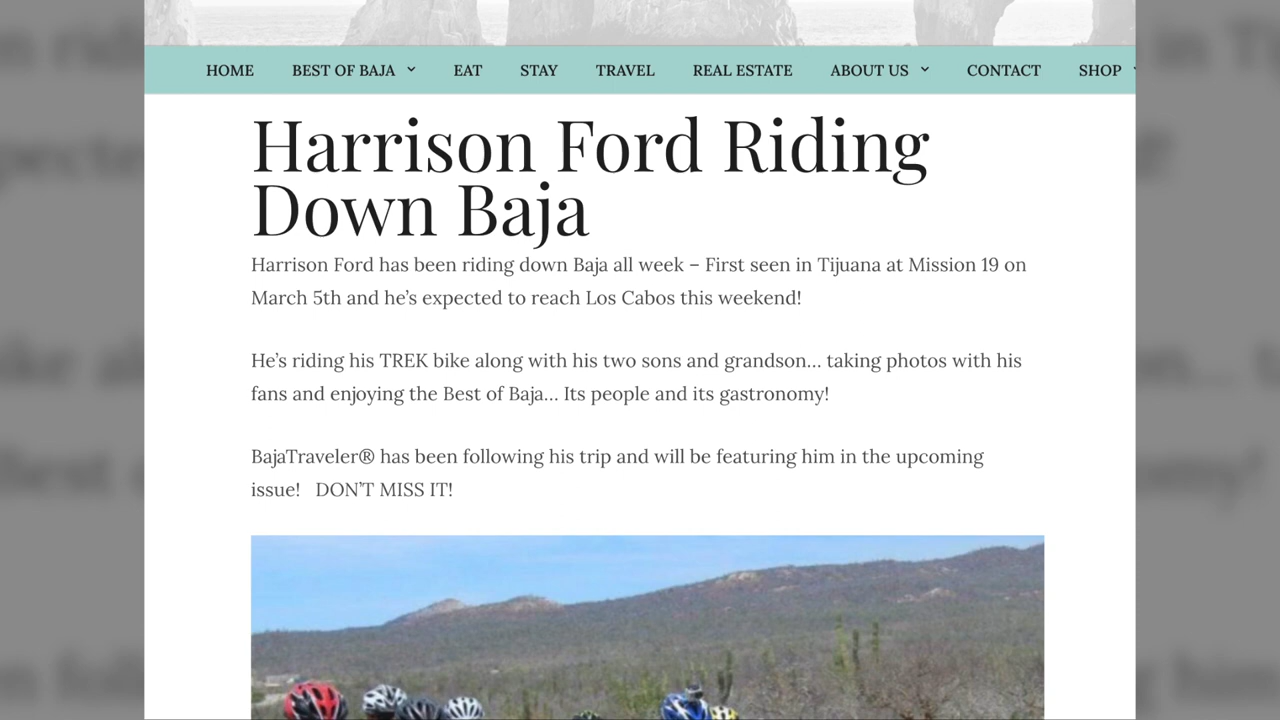 HOME BEST OF BAJA EAT STAY TRAVEL REAL ESTATE ABOUT US CONTACT SHOP
Harrison Ford Riding
Down Baja
Harrison Ford has been riding down Baja all week – First seen in Tijuana at Mission 19 on
March 5th and he’s expected to reach Los Cabos this weekend!
He’s riding his TREK bike along with his two sons and grandson… taking photos with his
fans and enjoying the Best of Baja… Its people and its gastronomy!
BajaTraveler® has been following his trip and will be featuring him in the upcoming
issue! DON’T MISS IT!